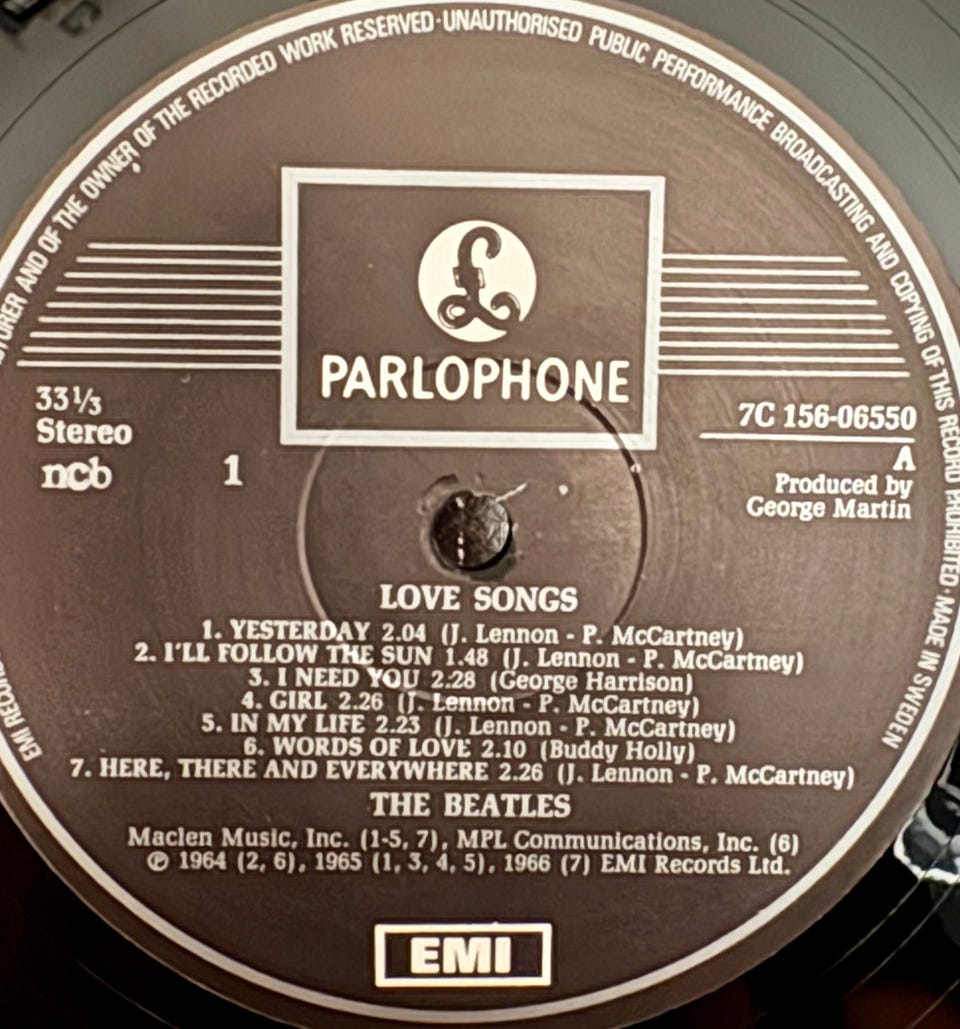 TURER AND OF THE OWNER OF THE RECORDED WORK RESERVED·UNAUTHORISED PUBLIC PERFORMANCE BROADCASTING AND COPYING OF THIS RECORD PROHIBITED·MADE IN SWEDEN
£
PARLOPHONE
33⅓
Stereo
ncb
1
7C 156-06550
A
Produced by
George Martin
LOVE SONGS
1. YESTERDAY 2.04 (J. Lennon - P. McCartney)
2. I'LL FOLLOW THE SUN 1.48 (J. Lennon - P. McCartney)
3. I NEED YOU 2.28 (George Harrison)
4. GIRL 2.26 (J. Lennon - P. McCartney)
5. IN MY LIFE 2.23 (J. Lennon - P. McCartney)
6. WORDS OF LOVE 2.10 (Buddy Holly)
7. HERE, THERE AND EVERYWHERE 2.26 (J. Lennon - P. McCartney)
THE BEATLES
Maclen Music, Inc. (1-5, 7), MPL Communications, Inc. (6)
℗ 1964 (2, 6), 1965 (1, 3, 4, 5), 1966 (7) EMI Records Ltd.
EMI RECOR
EMI